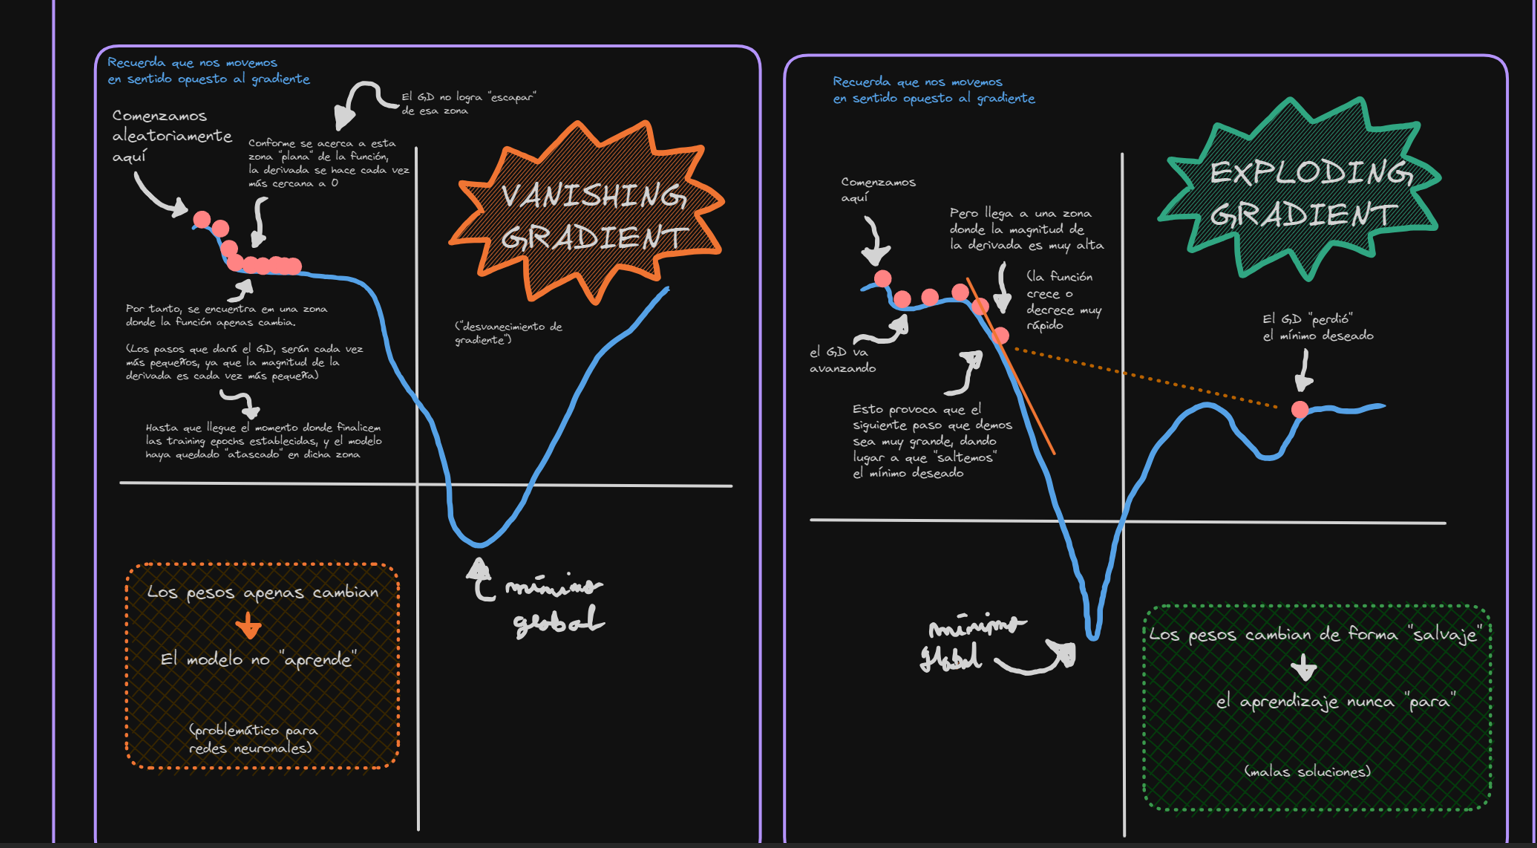 Recuerda que nos movemos
en sentido opuesto al gradiente
El GD no logra "escapar"
de esa zona
Comenzamos
aleatoriamente
aquí
Conforme se acerca a esta
zona "plana" de la función,
la derivada se hace cada vez
más cercana a 0
VANISHING
GRADIENT
("desvanecimiento de
gradiente")
Por tanto, se encuentra en una zona
donde la función apenas cambia.
(Los pasos que dará el GD, serán cada vez
más pequeños, ya que la magnitud de la
derivada es cada vez más pequeña)
Hasta que llegue el momento donde finalicen
las training epochs establecidas, y el modelo
haya quedado "atascado" en dicha zona
mínimo
global
Los pesos apenas cambian
El modelo no "aprende"
(problemático para
redes neuronales)
Recuerda que nos movemos
en sentido opuesto al gradiente
EXPLODING
GRADIENT
Comenzamos
aquí
Pero llega a una zona
donde la magnitud de
la derivada es muy alta
(la función
crece o
decrece muy
rápido
El GD "perdió"
el mínimo deseado
el GD va
avanzando
Esto provoca que el
siguiente paso que demos
sea muy grande, dando
lugar a que "saltemos"
el mínimo deseado
mínimo
global
Los pesos cambian de forma "salvaje"
el aprendizaje nunca "para"
(malas soluciones)